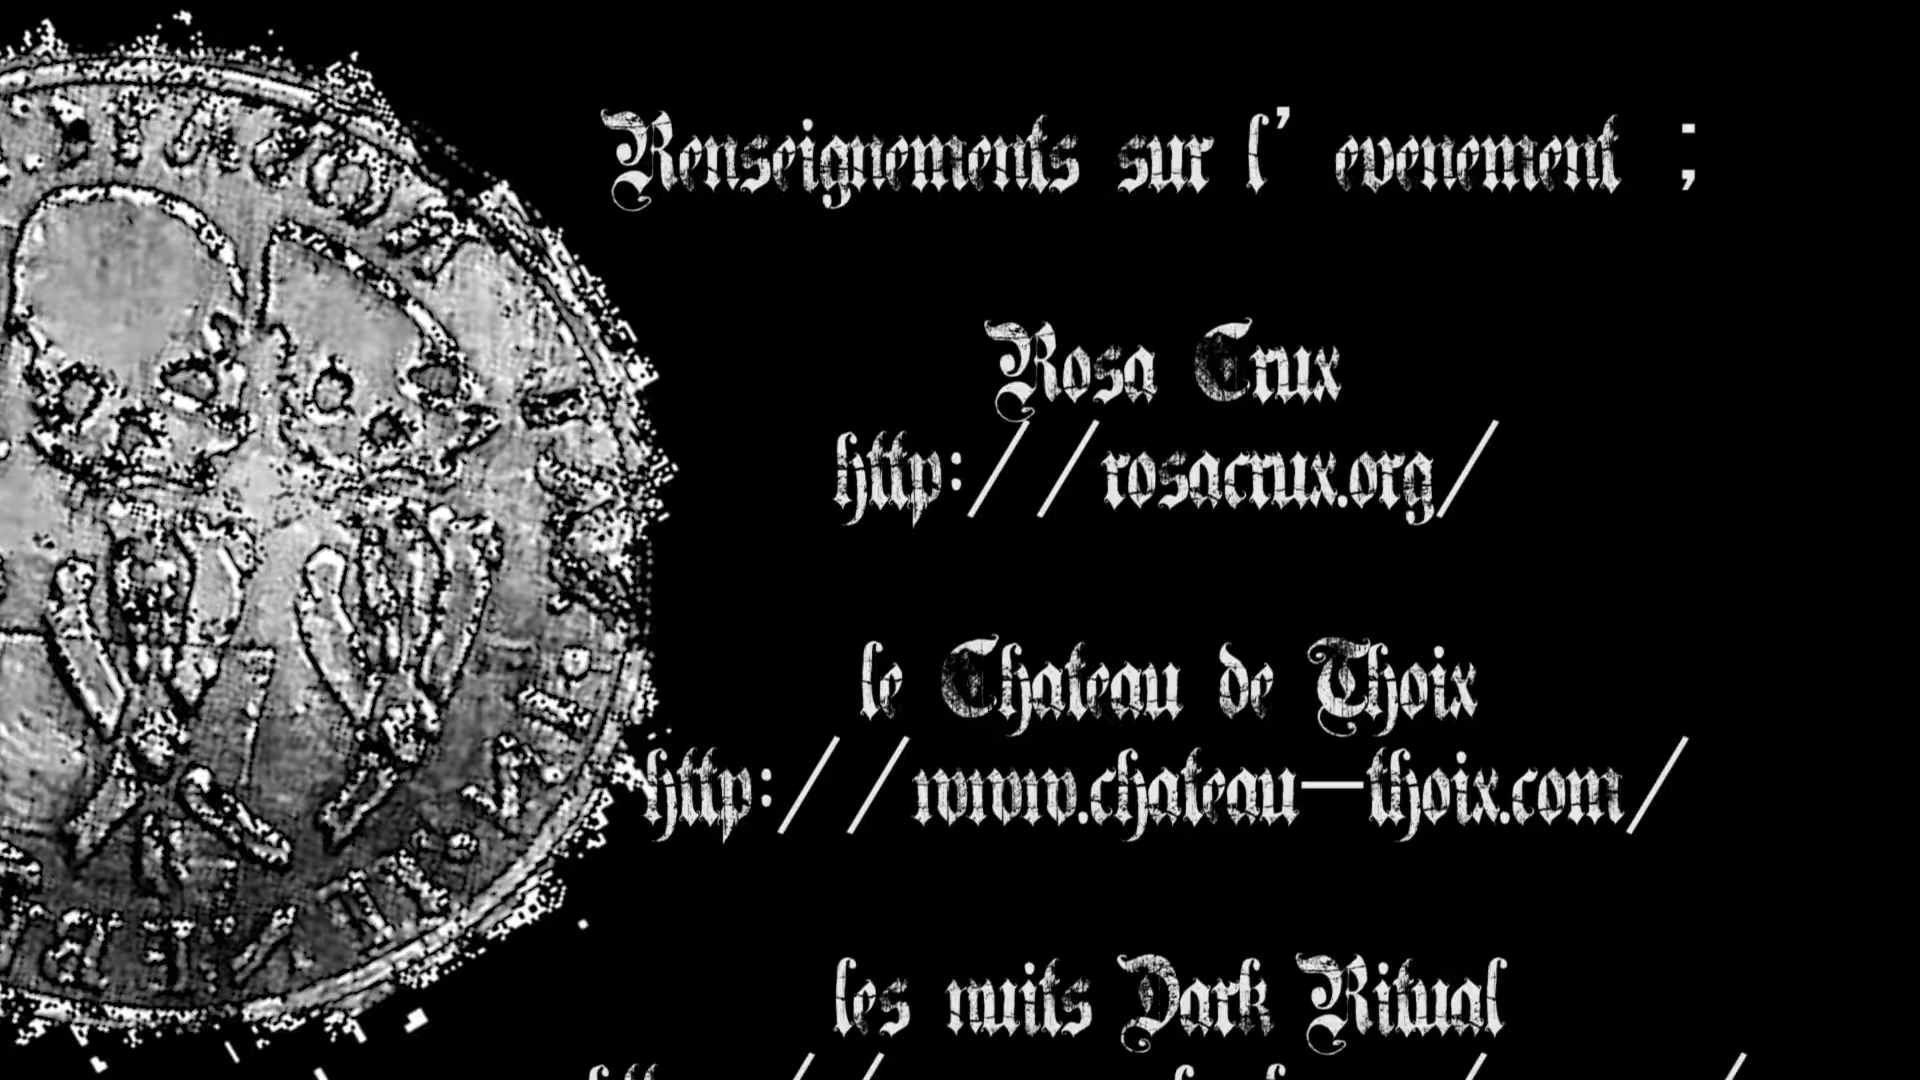 Renseignements sur l' evenement ;
Rosa Crux
http://rosacrux.org/
le Chateau de Thoix
http://www.chateau-thoix.com/
les nuits Dark Ritual